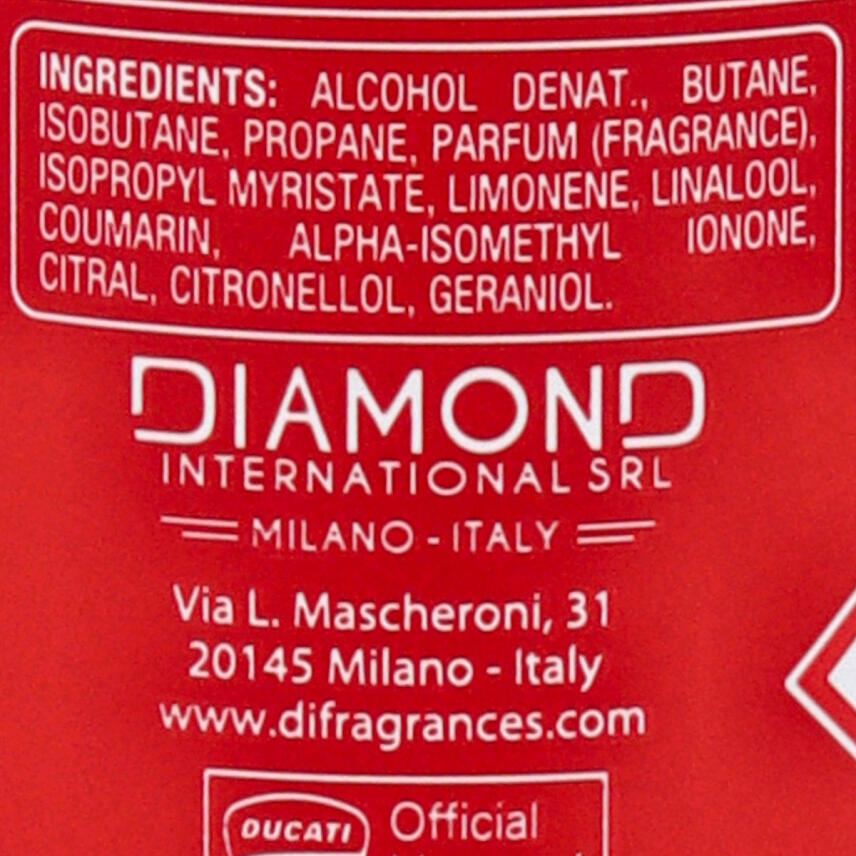 INGREDIENTS: ALCOHOL DENAT., BUTANE,
ISOBUTANE, PROPANE, PARFUM (FRAGRANCE),
ISOPROPYL MYRISTATE, LIMONENE, LINALOOL,
COUMARIN, ALPHA-ISOMETHYL IONONE,
CITRAL, CITRONELLOL, GERANIOL.
DIAMOND
INTERNATIONAL SRL
MILANO - ITALY
Via L. Mascheroni, 31
20145 Milano - Italy
www.difragrances.com
DUCATI Official